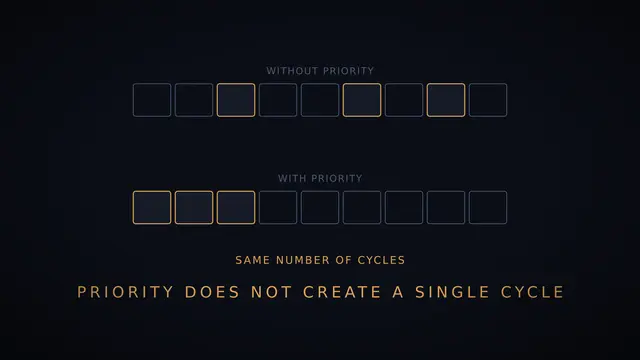 WITHOUT PRIORITY
WITH PRIORITY
SAME NUMBER OF CYCLES
PRIORITY DOES NOT CREATE A SINGLE CYCLE